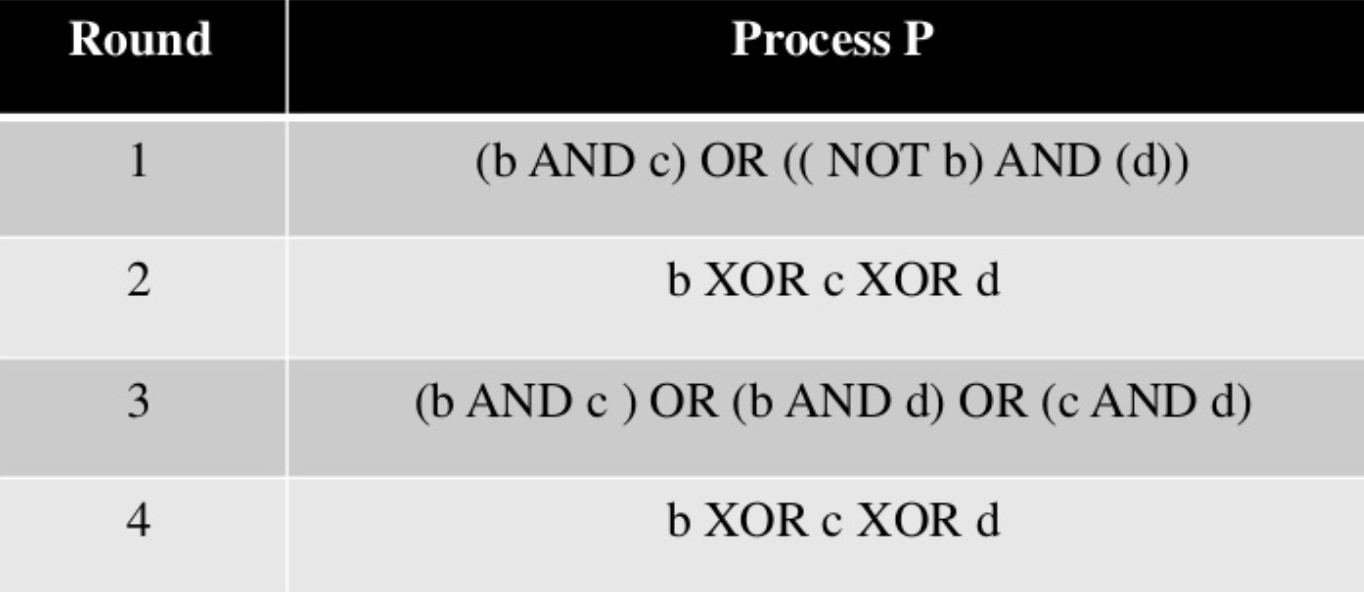 Round Process P
1 (b AND c) OR (( NOT b) AND (d))
2 b XOR c XOR d
3 (b AND c ) OR (b AND d) OR (c AND d)
4 b XOR c XOR d